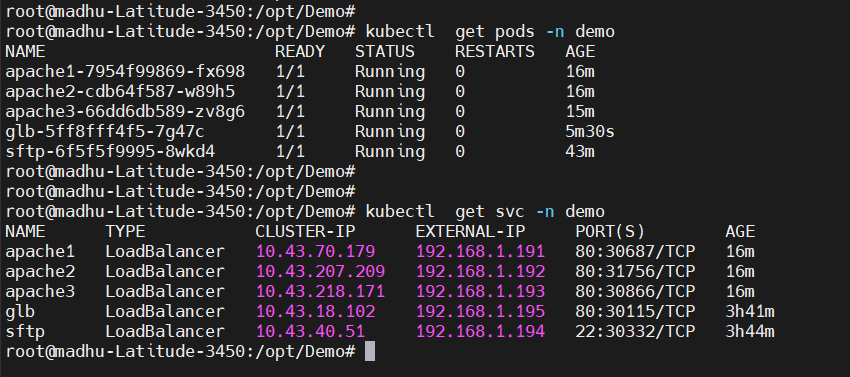 root@madhu-Latitude-3450:/opt/Demo#
root@madhu-Latitude-3450:/opt/Demo# kubectl  get pods -n demo
NAME                       READY   STATUS    RESTARTS   AGE
apache1-7954f99869-fx698   1/1     Running   0          16m
apache2-cdb64f587-w89h5    1/1     Running   0          16m
apache3-66dd6db589-zv8g6   1/1     Running   0          15m
glb-5ff8fff4f5-7g47c       1/1     Running   0          5m30s
sftp-6f5f5f9995-8wkd4      1/1     Running   0          43m
root@madhu-Latitude-3450:/opt/Demo#
root@madhu-Latitude-3450:/opt/Demo#
root@madhu-Latitude-3450:/opt/Demo# kubectl  get svc -n demo
NAME      TYPE           CLUSTER-IP      EXTERNAL-IP     PORT(S)        AGE
apache1   LoadBalancer   10.43.70.179    192.168.1.191   80:30687/TCP   16m
apache2   LoadBalancer   10.43.207.209   192.168.1.192   80:31756/TCP   16m
apache3   LoadBalancer   10.43.218.171   192.168.1.193   80:30866/TCP   16m
glb       LoadBalancer   10.43.18.102    192.168.1.195   80:30115/TCP   3h41m
sftp      LoadBalancer   10.43.40.51     192.168.1.194   22:30332/TCP   3h44m
root@madhu-Latitude-3450:/opt/Demo#